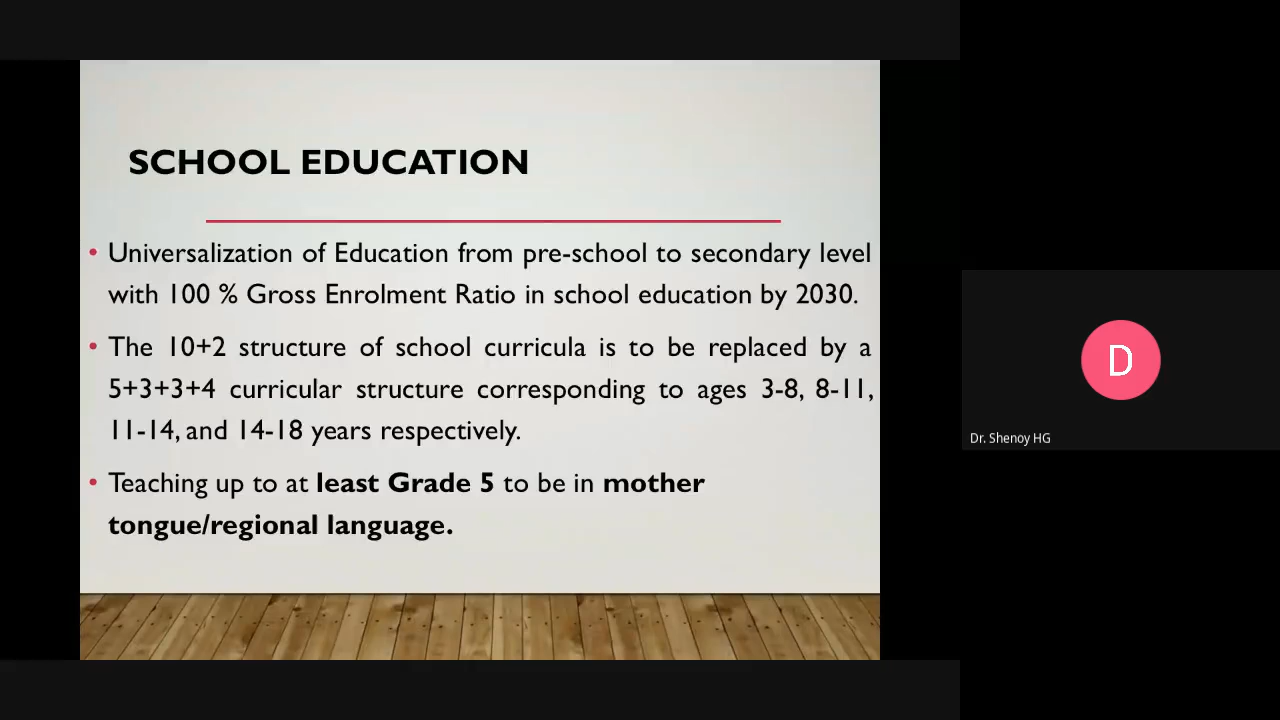 SCHOOL EDUCATION
• Universalization of Education from pre-school to secondary level
with 100 % Gross Enrolment Ratio in school education by 2030.
• The 10+2 structure of school curricula is to be replaced by a
5+3+3+4 curricular structure corresponding to ages 3-8, 8-11,
11-14, and 14-18 years respectively.
• Teaching up to at least Grade 5 to be in mother
tongue/regional language.
D
Dr. Shenoy HG